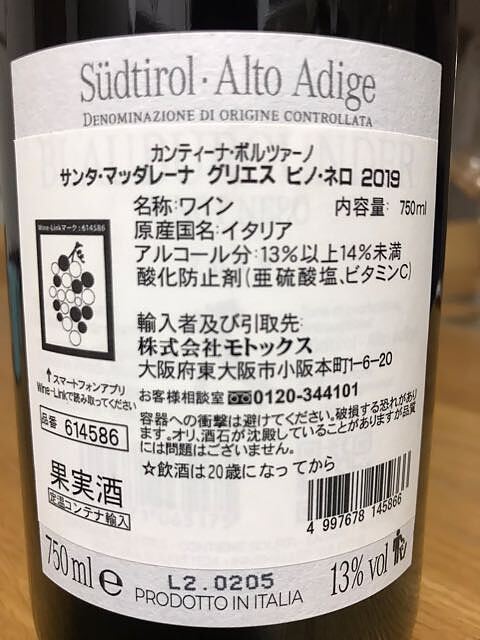 Südtirol · Alto Adige
DENOMINAZIONE DI ORIGINE CONTROLLATA
カンティーナ・ボルツァーノ
サンタ・マッダレーナ グリエス ピノ・ネロ 2019
名称:ワイン 内容量: 750ml
原産国名:イタリア
アルコール分:13%以上14%未満
酸化防止剤(亜硫酸塩、ビタミンC)
Wine-Linkマーク:614586
輸入者及び引取先:
株式会社モトックス
大阪府東大阪市小阪本町1-6-20
お客様相談室 0120-344101
↑スマートフォンアプリ
Wine-Linkで読み取ってください
品番 614586
容器への衝撃は避けてください。破損する恐れがあり
ます。オリ、酒石が沈殿していることがありますが品質
には問題はございません。
☆飲酒は20歳になってから
果実酒
定温コンテナ輸入
4 997678 145866
750 ml e
L2.0205
13% vol
PRODOTTO IN ITALIA